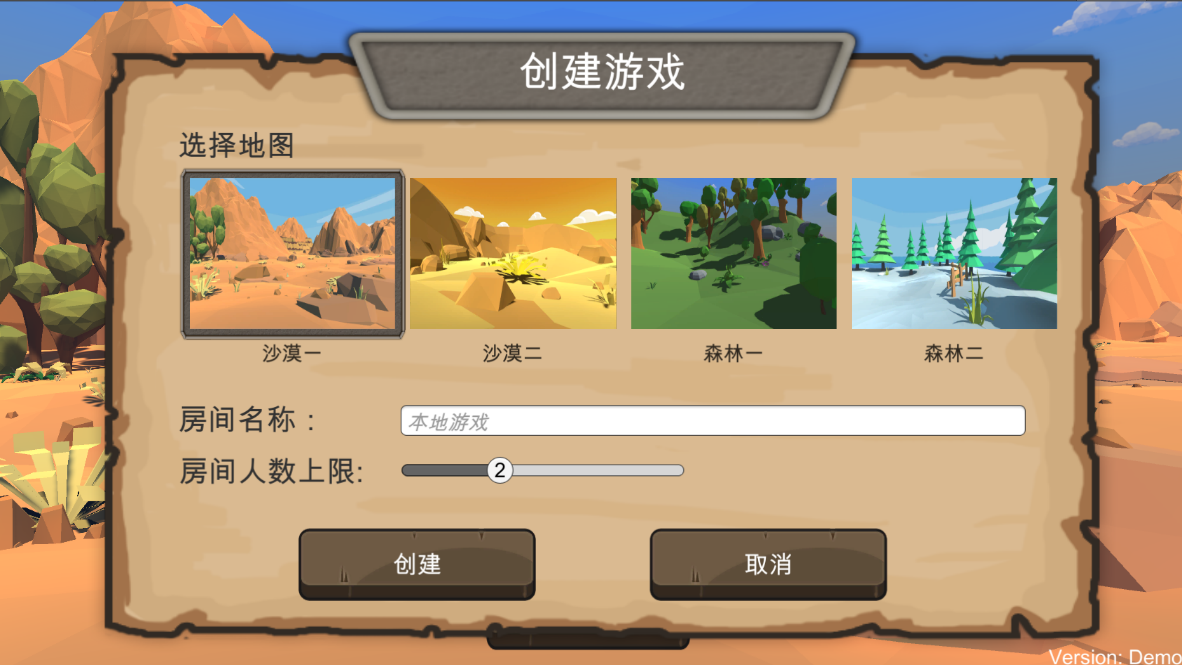 创建游戏
选择地图
沙漠一 沙漠二 森林一 森林二
房间名称：
本地游戏
房间人数上限:
2
创建 取消
Version: Demo